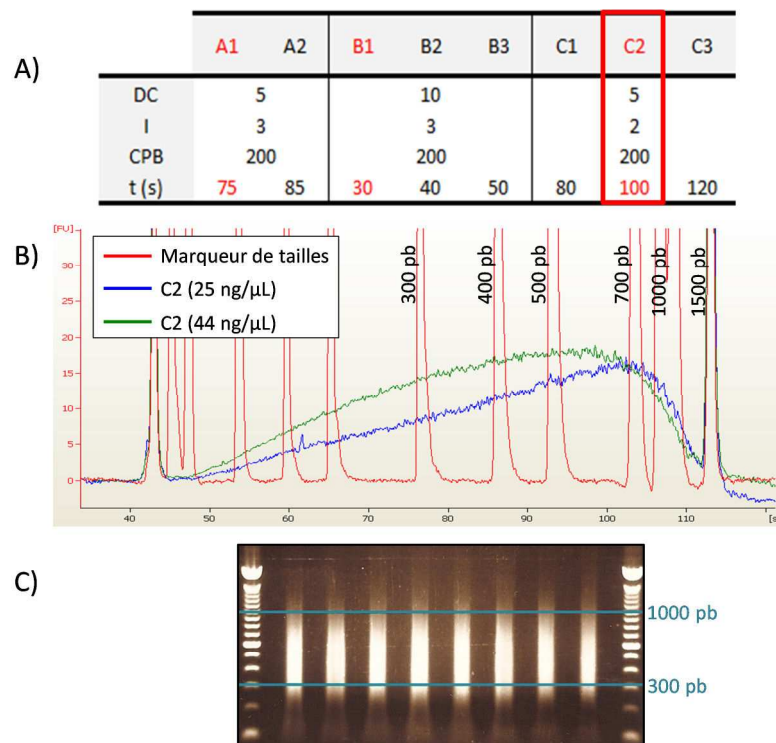 A)
A1 A2 B1 B2 B3 C1 C2 C3
DC 5 10 5
I 3 3 2
CPB 200 200 200
t (s) 75 85 30 40 50 80 100 120
B)
[FU]
Marqueur de tailles
C2 (25 ng/µL)
C2 (44 ng/µL)
300 pb
400 pb
500 pb
700 pb
1000 pb
1500 pb
30
25
20
15
10
5
0
40 50 60 70 80 90 100 110 [s
C)
1000 pb
300 pb